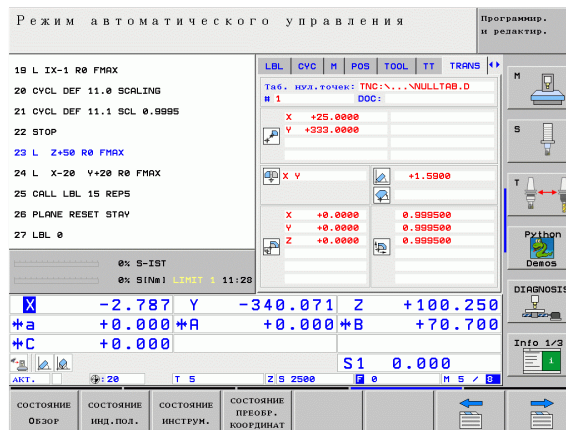 Режим автоматического управления
Программир.
и редактир.
19 L IX-1 R0 FMAX
20 CYCL DEF 11.0 SCALING
21 CYCL DEF 11.1 SCL 0.9995
22 STOP
23 L Z+50 R0 FMAX
24 L X-20 Y+20 R0 FMAX
25 CALL LBL 15 REP5
26 PLANE RESET STAY
27 LBL 0
LBL CYC M POS TOOL TT TRANS
Таб. нул.точек: TNC:\...\NULLTAB.D
# 1 DOC:
X +25.0000
Y +333.0000
X Y
+1.5900
X +0.0000 0.999500
Y +0.0000 0.999500
Z +0.0000 0.999500
0% S-IST
0% S[Nm] LIMIT 1 11:28
X -2.787 Y -340.071 Z +100.250
a +0.000 A +0.000 B +70.700
C +0.000
S1 0.000
АКТ. : 20 T 5 Z S 2500 F 0 M 5 / 8
M
S
T
Python
Demos
DIAGNOSIS
Info 1/3
1
СОСТОЯНИЕ
ОБЗОР
СОСТОЯНИЕ
ИНД.ПОЛ.
СОСТОЯНИЕ
ИНСТРУМ.
СОСТОЯНИЕ
ПРЕОБР.
КООРДИНАТ